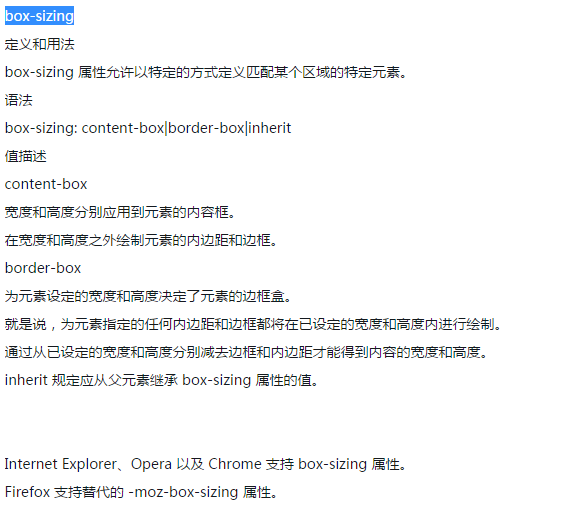 box-sizing
定义和用法
box-sizing 属性允许以特定的方式定义匹配某个区域的特定元素。
语法
box-sizing: content-box|border-box|inherit
值描述
content-box
宽度和高度分别应用到元素的内容框。
在宽度和高度之外绘制元素的内边距和边框。
border-box
为元素设定的宽度和高度决定了元素的边框盒。
就是说，为元素指定的任何内边距和边框都将在已设定的宽度和高度内进行绘制。
通过从已设定的宽度和高度分别减去边框和内边距才能得到内容的宽度和高度。
inherit 规定应从父元素继承 box-sizing 属性的值。
Internet Explorer、Opera 以及 Chrome 支持 box-sizing 属性。
Firefox 支持替代的 -moz-box-sizing 属性。